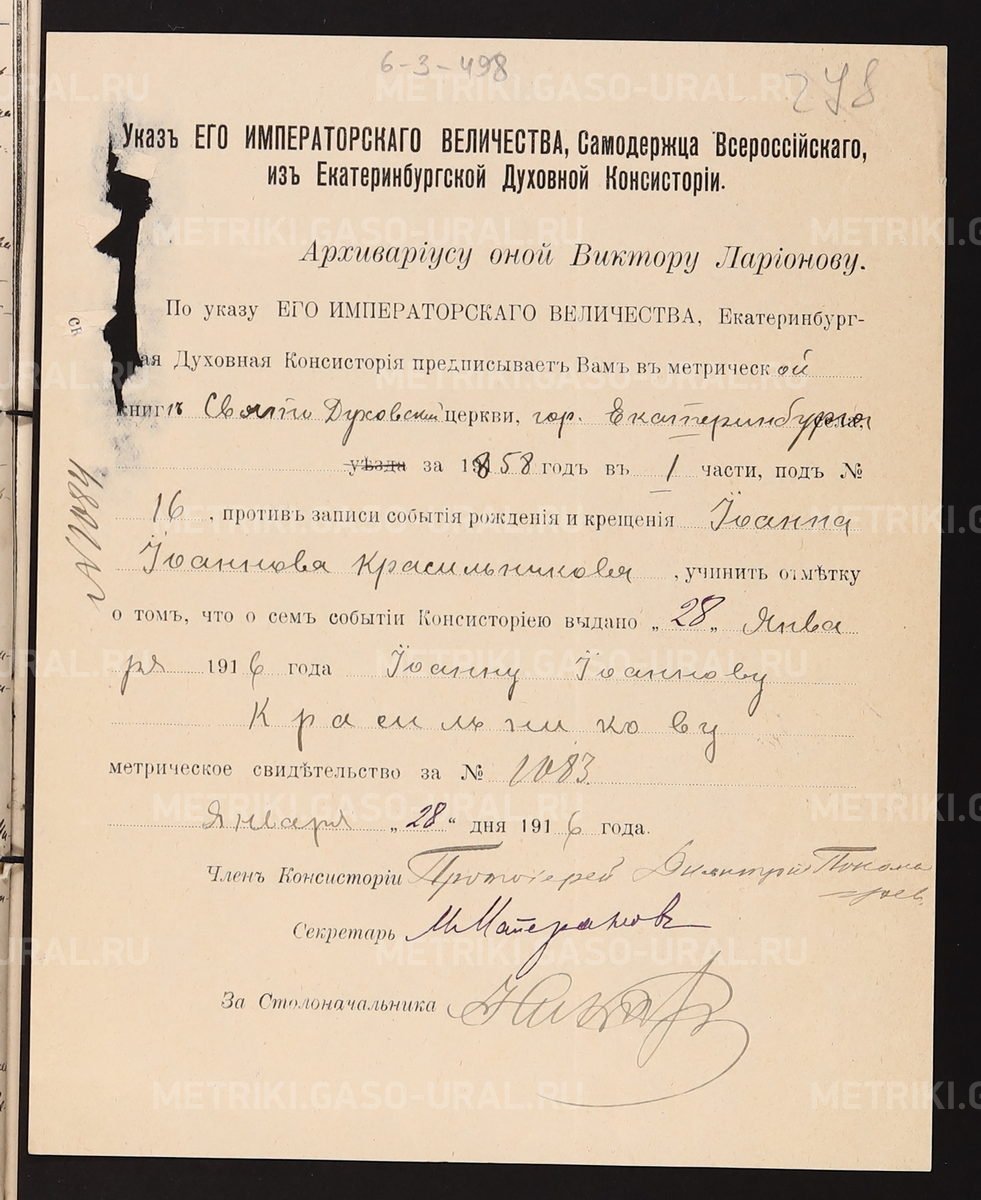 6-3-498
278
Указъ ЕГО ИМПЕРАТОРСКАГО ВЕЛИЧЕСТВА, Самодержца Всероссійскаго,
изъ Екатеринбургской Духовной Консисторіи.
Архиваріусу оной Виктору Ларіонову.
По указу ЕГО ИМПЕРАТОРСКАГО ВЕЛИЧЕСТВА, Екатеринбург-
ская Духовная Консисторія предписываетъ Вамъ въ метрическ ой
книгѣ Свято Духовской церкви, гор. Екатеринбурга села,
уѣзда за 1858 годъ въ 1 части, подъ №
16, противъ записи событія рожденія и крещенія Іоанна
Іоаннова Красильникова, учинить отмѣтку
о томъ, что о семъ событіи Консисторіею выдано „28„ Янва
ря 1916 года Іоанну Іоаннову
Красильникову
метрическое свидѣтельство за № 1083.
Января „28" дня 1916 года.
Членъ Консисторіи Протоіерей Димитрій
Секретарь М.
За Столоначальника
№ 1084
METRIKI.GASO-URAL.RU